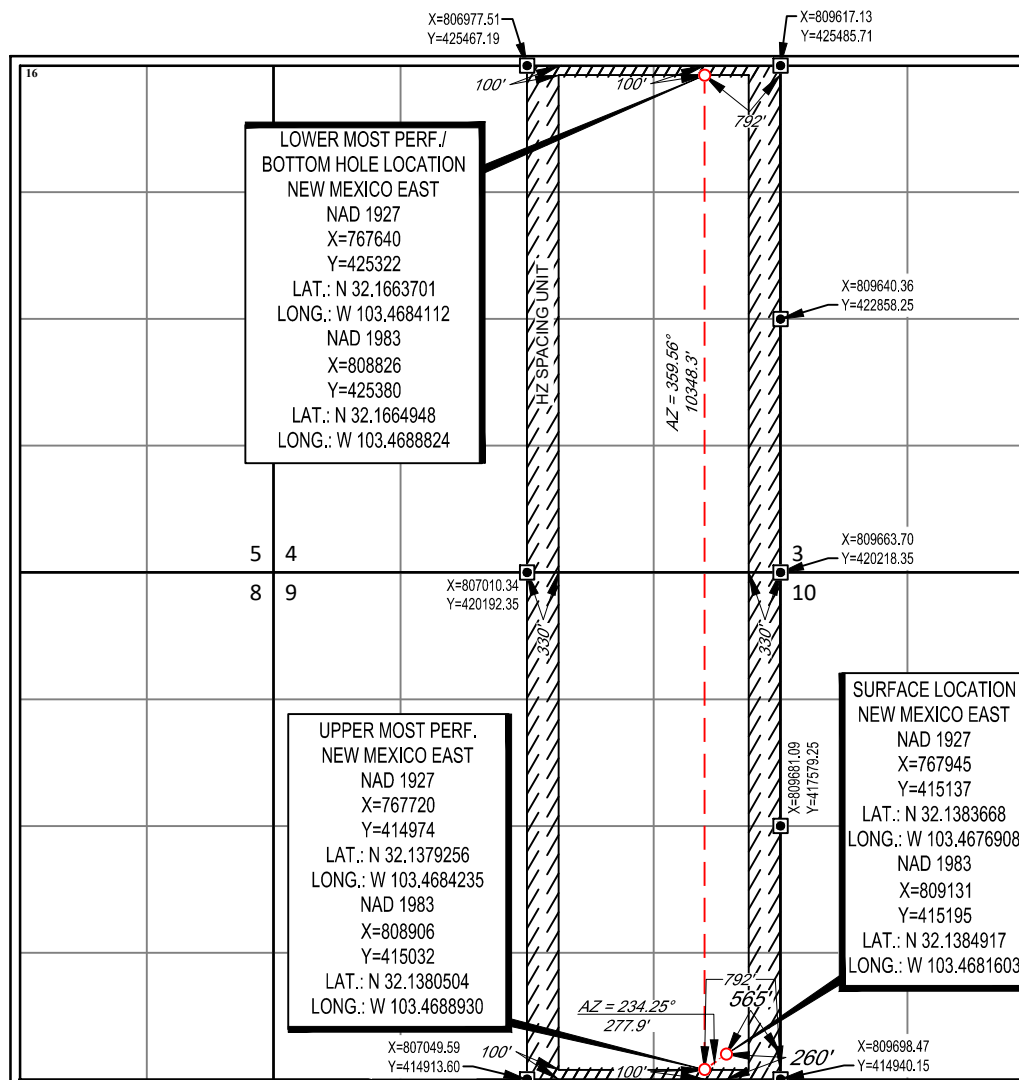 X=806977.51
Y=425467.19
X=809617.13
Y=425485.71
16
100'
100'
792'
LOWER MOST PERF./
BOTTOM HOLE LOCATION
NEW MEXICO EAST
NAD 1927
X=767640
Y=425322
LAT.: N 32.1663701
LONG.: W 103.4684112
NAD 1983
X=808826
Y=425380
LAT.: N 32.1664948
LONG.: W 103.4688824
HZ SPACING UNIT
AZ = 359.56°
10348.3'
X=809640.36
Y=422858.25
X=809663.70
Y=420218.35
5 4
3
8 9
10
X=807010.34
Y=420192.35
330'
330'
X=809681.09
Y=417579.25
UPPER MOST PERF.
NEW MEXICO EAST
NAD 1927
X=767720
Y=414974
LAT.: N 32.1379256
LONG.: W 103.4684235
NAD 1983
X=808906
Y=415032
LAT.: N 32.1380504
LONG.: W 103.4688930
SURFACE LOCATION
NEW MEXICO EAST
NAD 1927
X=767945
Y=415137
LAT.: N 32.1383668
LONG.: W 103.4676908
NAD 1983
X=809131
Y=415195
LAT.: N 32.1384917
LONG.: W 103.4681603
792'
565'
AZ = 234.25°
277.9'
260'
X=807049.59
Y=414913.60
100'
100'
X=809698.47
Y=414940.15